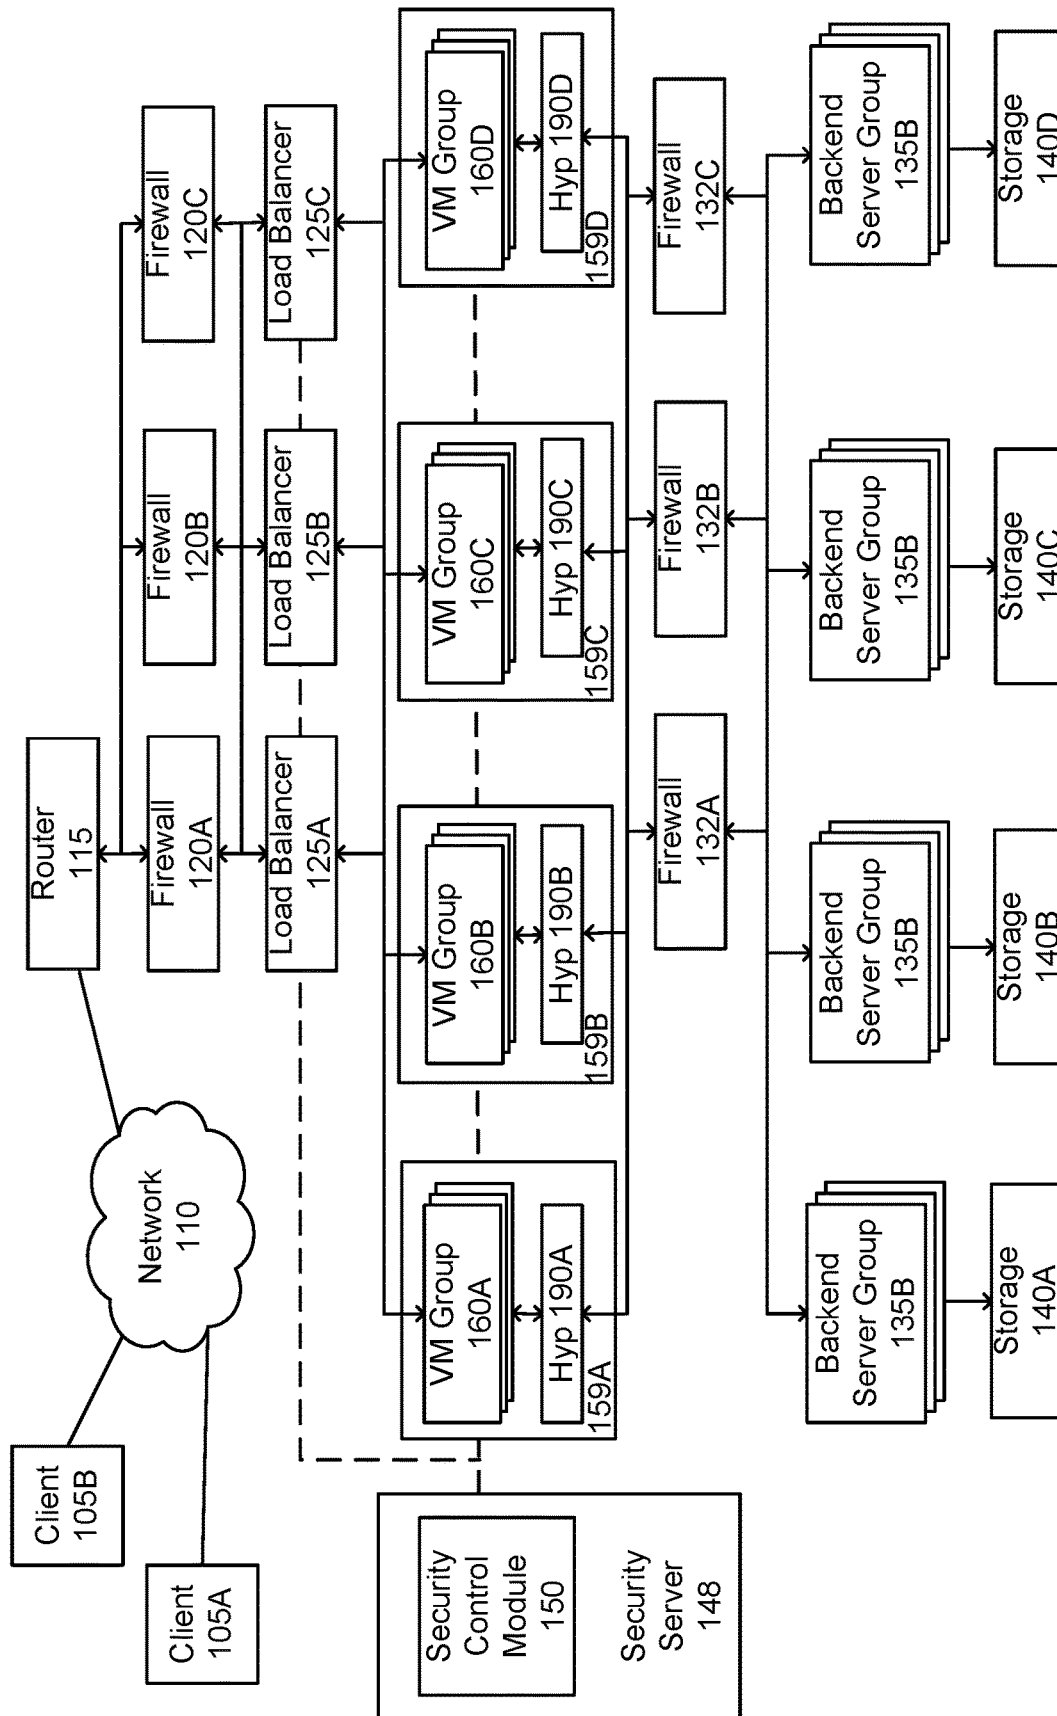 Client
105B
Client
105A
Network
110
Router
115
Firewall
120A
Firewall
120B
Firewall
120C
Load Balancer
125A
Load Balancer
125B
Load Balancer
125C
Security
Control
Module
150
Security
Server
148
VM Group
160A
Hyp 190A
159A
VM Group
160B
Hyp 190B
159B
VM Group
160C
Hyp 190C
159C
VM Group
160D
Hyp 190D
159D
Firewall
132A
Firewall
132B
Firewall
132C
Backend
Server Group
135B
Backend
Server Group
135B
Backend
Server Group
135B
Backend
Server Group
135B
Storage
140A
Storage
140B
Storage
140C
Storage
140D